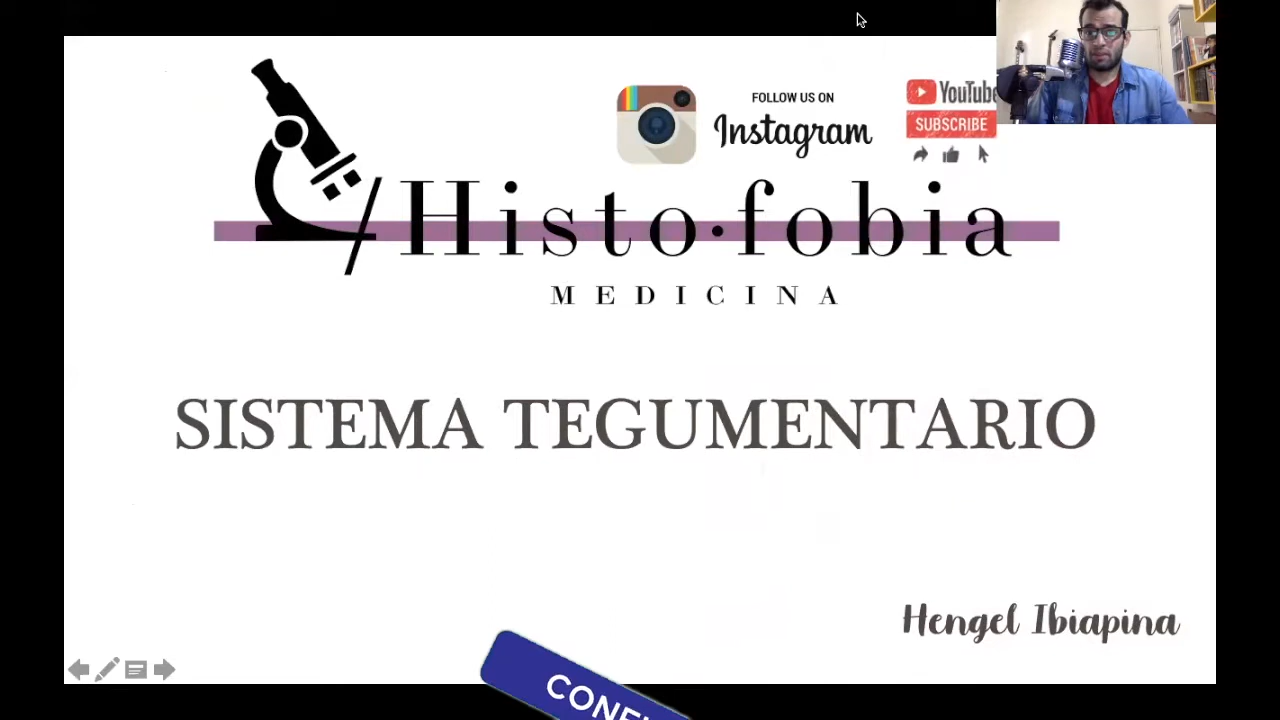 FOLLOW US ON
Instagram
YouTube
SUBSCRIBE
Histo·fobia
MEDICINA
SISTEMA TEGUMENTARIO
Hengel Ibiapina